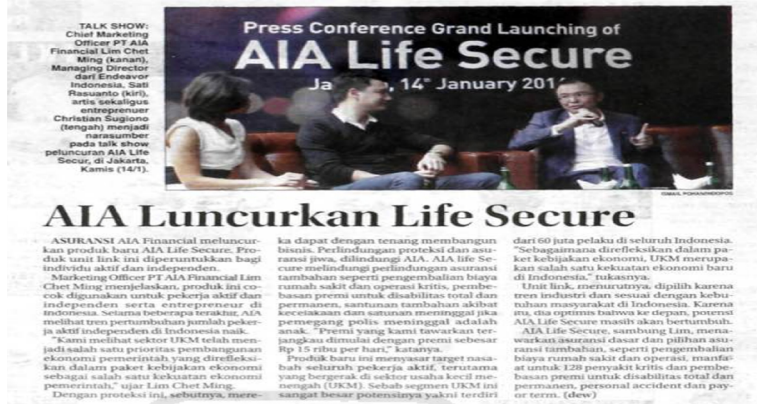 TALK SHOW:
Chief Marketing
Officer PT AIA
Financial Lim Chet
Ming (kanan),
Managing Director
dari Endeavor
Indonesia, Sati
Rasuanto (kiri),
artis sekaligus
entreprenuer
Christian Sugiono
(tengah) menjadi
narasumber
pada talk show
peluncuran AIA Life
Secur, di Jakarta,
Kamis (14/1).
Press Conference Grand Launching of
AIA Life Secure
Ja , 14th January 201
AIA Luncurkan Life Secure
ASURANSI AIA Financial meluncur-
kan produk baru AIA Life Secure. Pro-
duk unit link ini diperuntukkan bagi
individu aktif dan independen.
Marketing Officer PT AIA Financial Lim
Chet Ming menjelaskan, produk ini co-
cok digunakan untuk pekerja aktif dan
independen serta entrepreneur di
Indonesia. Selama beberapa terakhir, AIA
melihat tren pertumbuhan jumlah peker-
ja aktif independen di Indonesia naik.
"Kami melihat sektor UKM telah men-
jadi salah satu prioritas pembangunan
ekonomi pemerintah, yang direfleksi-
kan dalam paket kebijakan ekonomi
sebagai salah satu kekuatan ekonomi
pemerintah," ujar Lim Chet Ming.
Dengan proteksi ini, sebutnya, mere-
ka dapat dengan tenang membangun
bisnis. Perlindungan proteksi dan asu-
ransi jiwa, dilindungi AIA. AIA life Se-
cure melindungi perlindungan asuransi
tambahan seperti pengembalian biaya
rumah sakit dan operasi kritis, pembe-
basan premi untuk disabilitas total dan
permanen, santunan tambahan akibat
kecelakaan dan satunan meninggal jika
pemegang polis meninggal adalah
anak. "Premi yang kami tawarkan ter-
jangkau dimulai dengan premi sebesar
Rp 15 ribu per hari," katanya.
Produk baru ini menyasar target nasa-
bah seluruh pekerja aktif, terutama
yang bergerak di sektor usaha kecil me-
nengah (UKM). Sebab segmen UKM ini
sangat besar potensinya yakni terdiri
dari 60 juta pelaku di seluruh Indonesia.
"Sebagaimana direfleksikan dalam pa-
ket kebijakan ekonomi, UKM merupa-
kan salah satu kekuatan ekonomi baru
di Indonesia," tukasnya.
Unit link, menurutnya, dipilih karena
tren industri dan sesuai dengan kebu-
tuhan masyarakat di Indonesia. Karena
itu, dia optimis bahwa ke depan, potensi
AIA Life Secure masih akan bertumbuh.
AIA Life Secure, sambung Lim, mena-
warkan asuransi dasar dan pilihan asu-
ransi tambahan, seperti pengembalian
biaya rumah sakit dan operasi, manfa-
at untuk 128 penyakit kritis dan pembe-
basan premi untuk disabilitas total dan
permanen, personal accident dan pay-
or term. (dew)